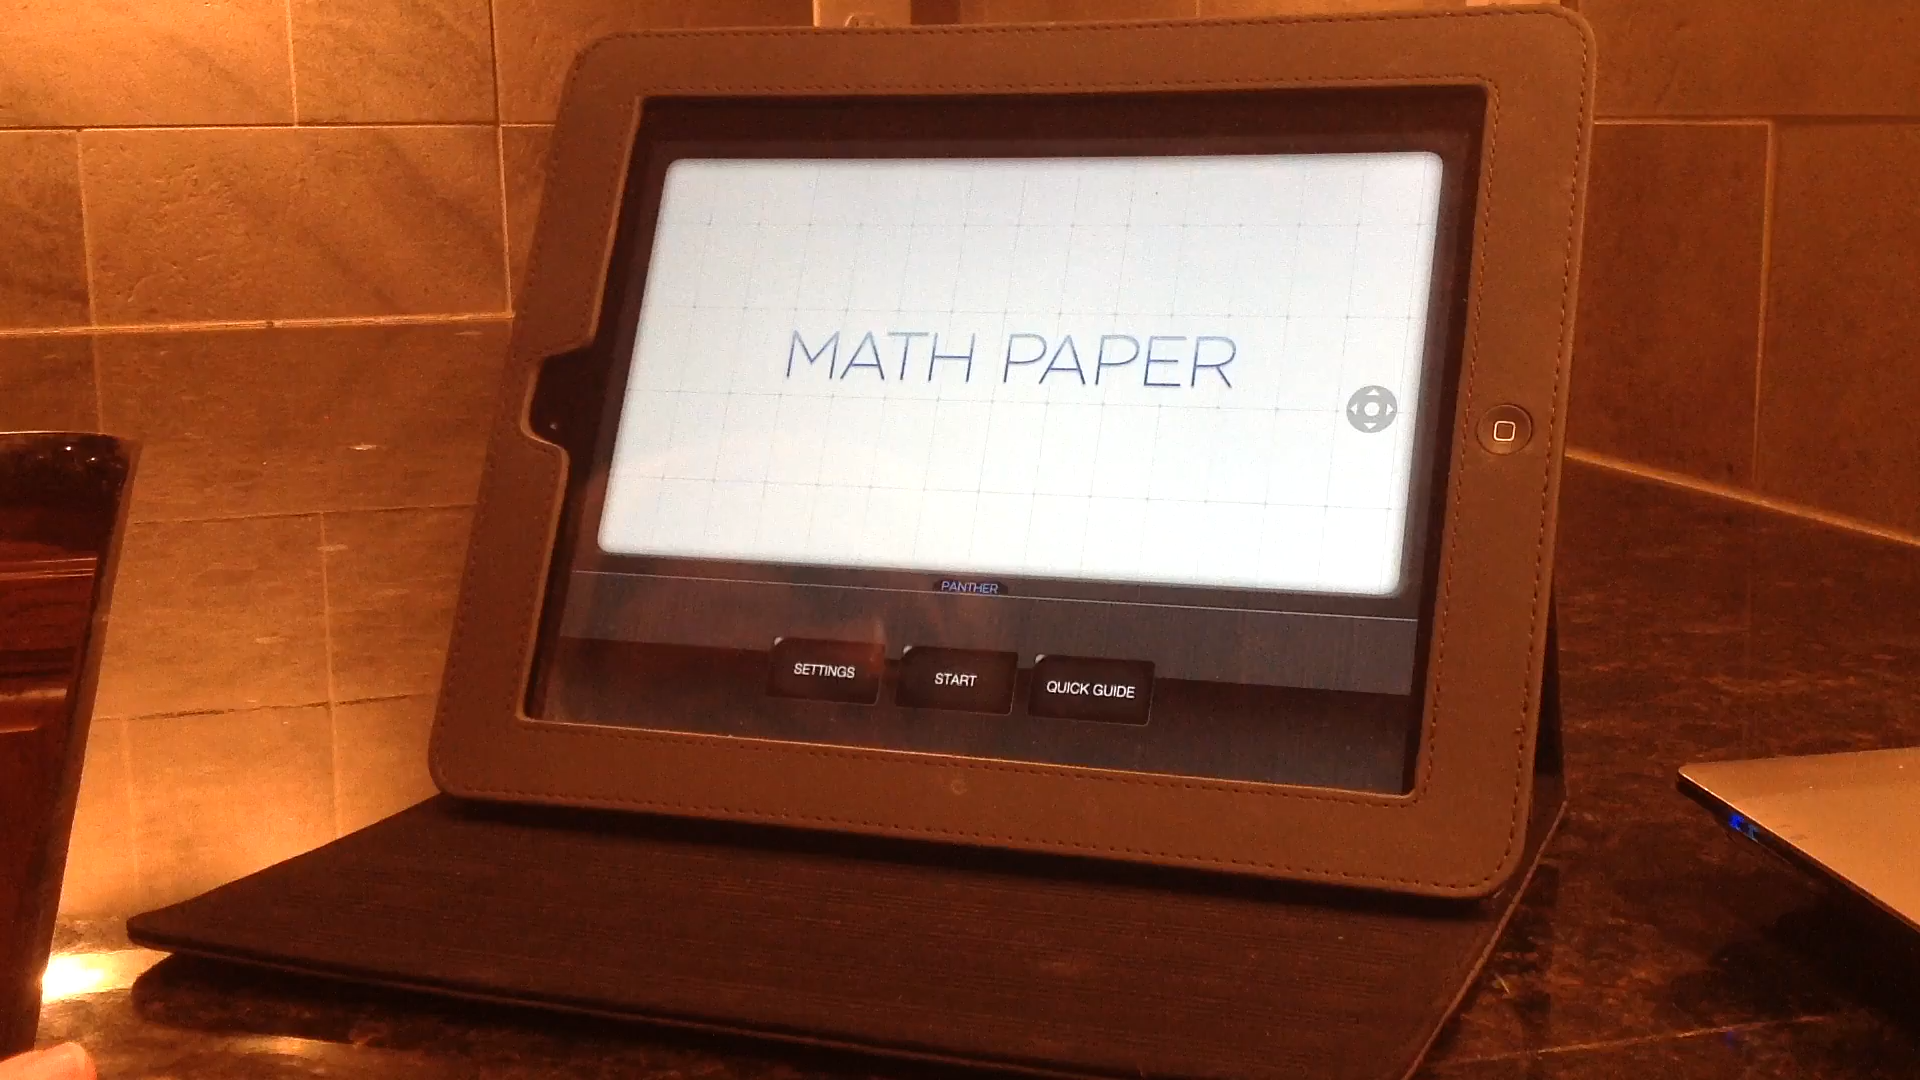 MATH PAPER
PANTHER
SETTINGS
START
QUICK GUIDE